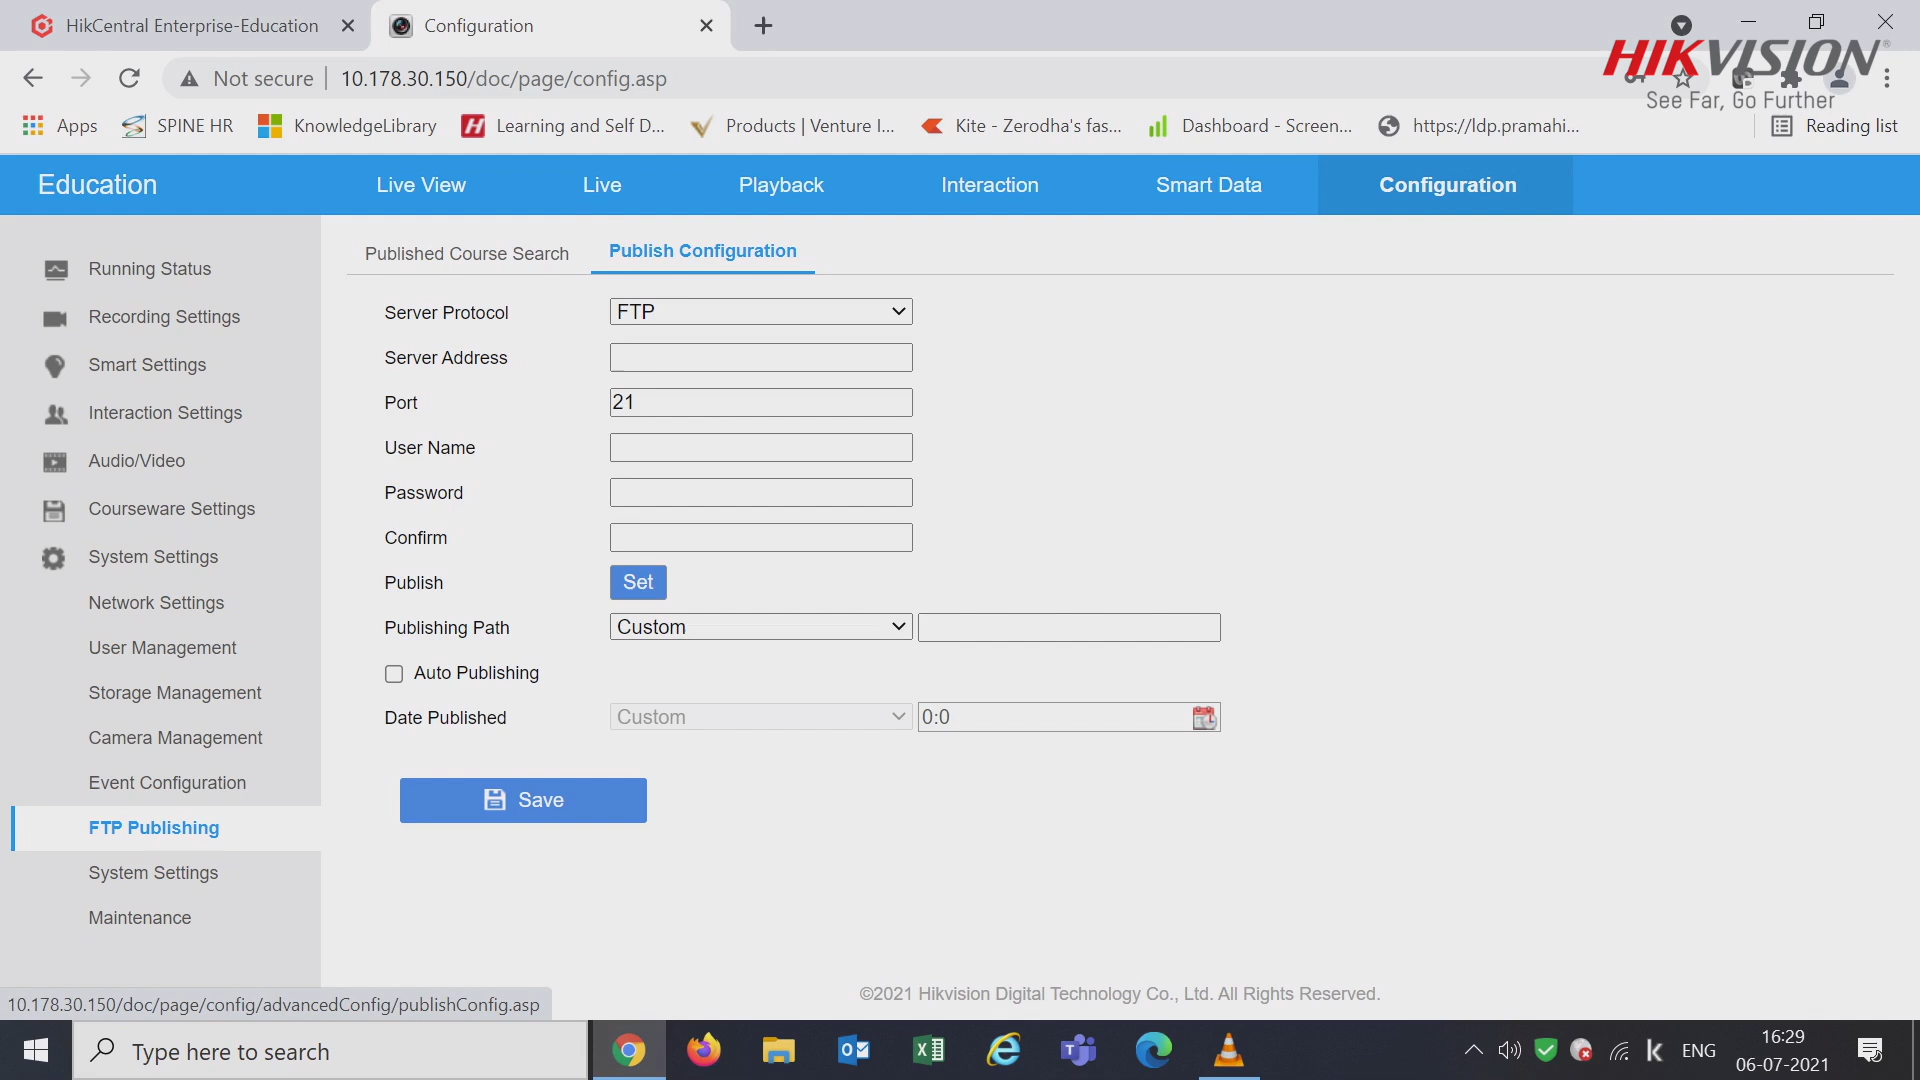 HikCentral Enterprise-Education
Configuration
Not secure
10.178.30.150/doc/page/config.asp
HIKVISION®
See Far, Go Further
Apps
SPINE HR
KnowledgeLibrary
Learning and Self D...
Products | Venture I...
Kite - Zerodha's fas...
Dashboard - Screen...
https://ldp.pramahi...
Reading list
Education
Live View
Live
Playback
Interaction
Smart Data
Configuration
Running Status
Recording Settings
Smart Settings
Interaction Settings
Audio/Video
Courseware Settings
System Settings
Network Settings
User Management
Storage Management
Camera Management
Event Configuration
FTP Publishing
System Settings
Maintenance
Published Course Search
Publish Configuration
Server Protocol
FTP
Server Address
Port
21
User Name
Password
Confirm
Publish
Set
Publishing Path
Custom
Auto Publishing
Date Published
Custom
0:0
Save
©2021 Hikvision Digital Technology Co., Ltd. All Rights Reserved.
10.178.30.150/doc/page/config/advancedConfig/publishConfig.asp
Type here to search
ENG
16:29
06-07-2021